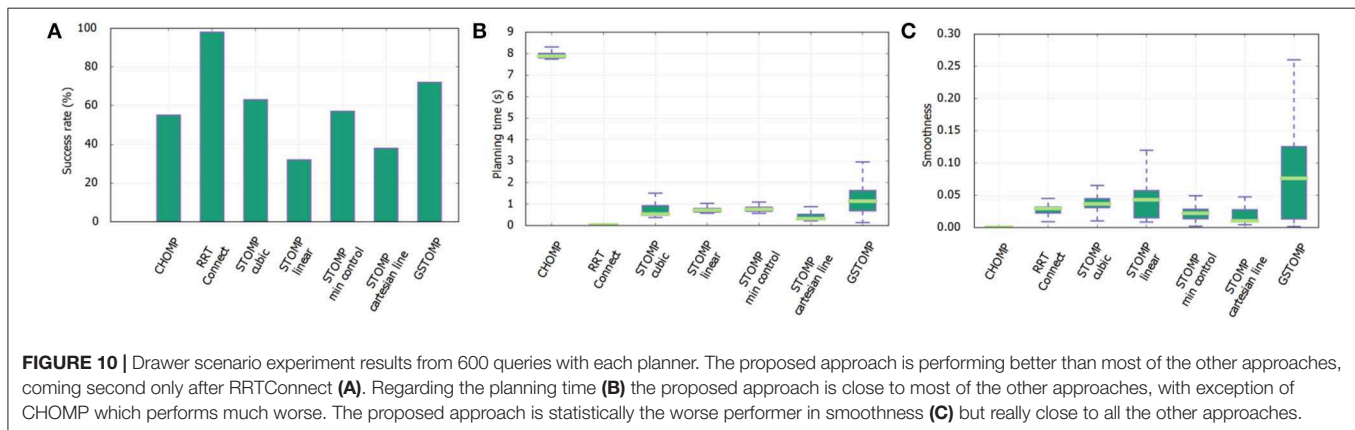 A
Success rate (%)
100
80
60
40
20
0
CHOMP
RRT
Connect
STOMP
cubic
STOMP
linear
STOMP
min control
STOMP
cartesian line
GSTOMP
B
Planning time (s)
9
8
7
6
5
4
3
2
1
0
CHOMP
RRT
Connect
STOMP
cubic
STOMP
linear
STOMP
min control
STOMP
cartesian line
GSTOMP
C
Smoothness
0.30
0.25
0.20
0.15
0.10
0.05
0.00
CHOMP
RRT
Connect
STOMP
cubic
STOMP
linear
STOMP
min control
STOMP
cartesian line
GSTOMP
FIGURE 10 | Drawer scenario experiment results from 600 queries with each planner. The proposed approach is performing better than most of the other approaches,
coming second only after RRTConnect (A). Regarding the planning time (B) the proposed approach is close to most of the other approaches, with exception of
CHOMP which performs much worse. The proposed approach is statistically the worse performer in smoothness (C) but really close to all the other approaches.